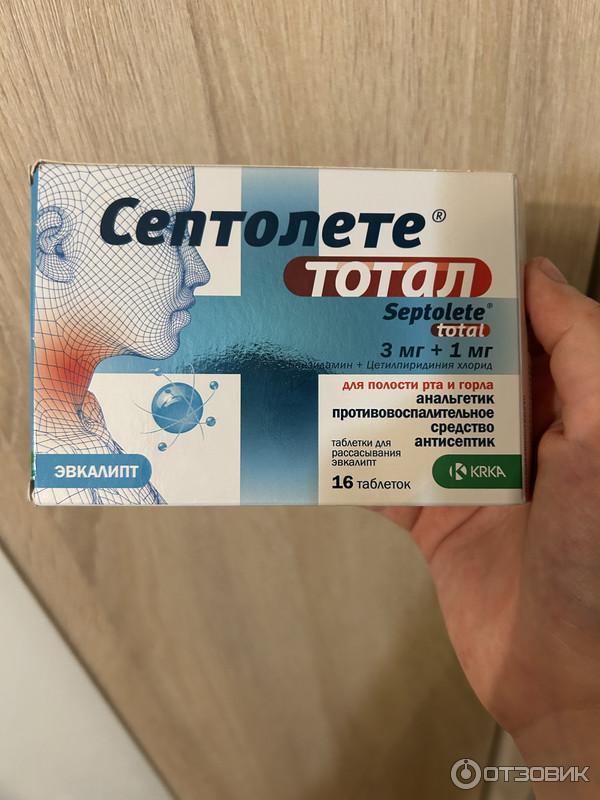 Септолете®
тотал
Septolete®
total
3 мг + 1 мг
Бензидамин + Цетилпиридиния хлорид
для полости рта и горла
анальгетик
противовоспалительное
средство
антисептик
таблетки для
рассасывания
эвкалипт
16 таблеток
ЭВКАЛИПТ
KRKA
ОТЗОВИК